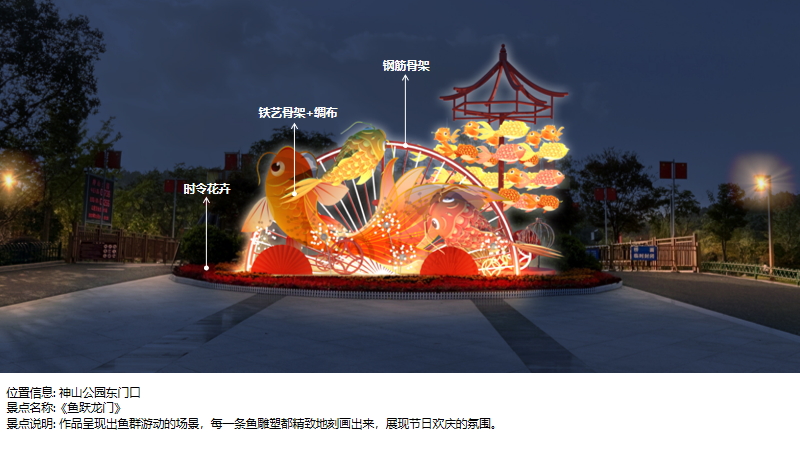 钢筋骨架
铁艺骨架+绸布
时令花卉
位置信息: 神山公园东门口
景点名称:《鱼跃龙门》
景点说明: 作品呈现出鱼群游动的场景，每一条鱼雕塑都精致地刻画出来，展现节日欢庆的氛围。